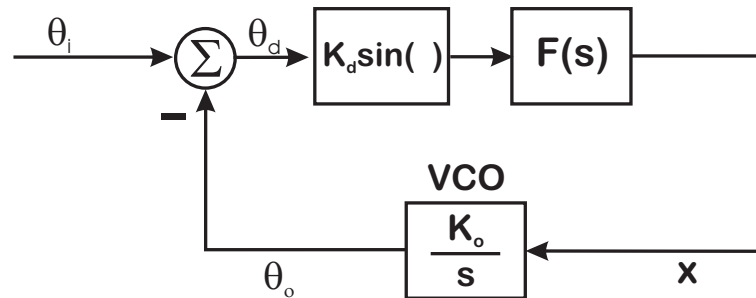 θi
Σ
θd
Kdsin( )
F(s)
−
VCO
Ko
s
θo
x